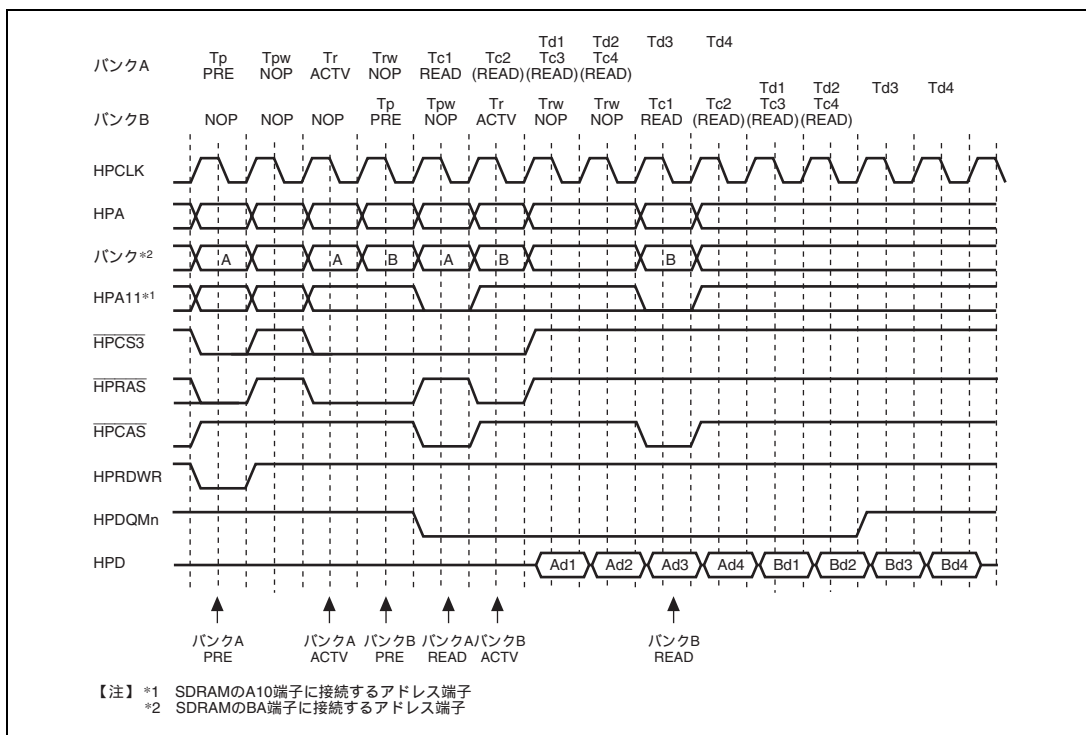 Td1 Td2 Td3 Td4
バンクA Tp Tpw Tr Trw Tc1 Tc2 Tc3 Tc4
PRE NOP ACTV NOP READ (READ) (READ) (READ)
Td1 Td2 Td3 Td4
Tp Tpw Tr Trw Trw Tc1 Tc2 Tc3 Tc4
バンクB NOP NOP NOP PRE NOP ACTV NOP NOP READ (READ) (READ) (READ)
HPCLK
HPA
バンク*2 A A B A B B
HPA11*1
HPCS3
HPRAS
HPCAS
HPRDWR
HPDQMn
HPD Ad1 Ad2 Ad3 Ad4 Bd1 Bd2 Bd3 Bd4
バンクA バンクA バンクB バンクA バンクB バンクB
PRE ACTV PRE READ ACTV READ
【注】 *1 SDRAMのA10端子に接続するアドレス端子
*2 SDRAMのBA端子に接続するアドレス端子